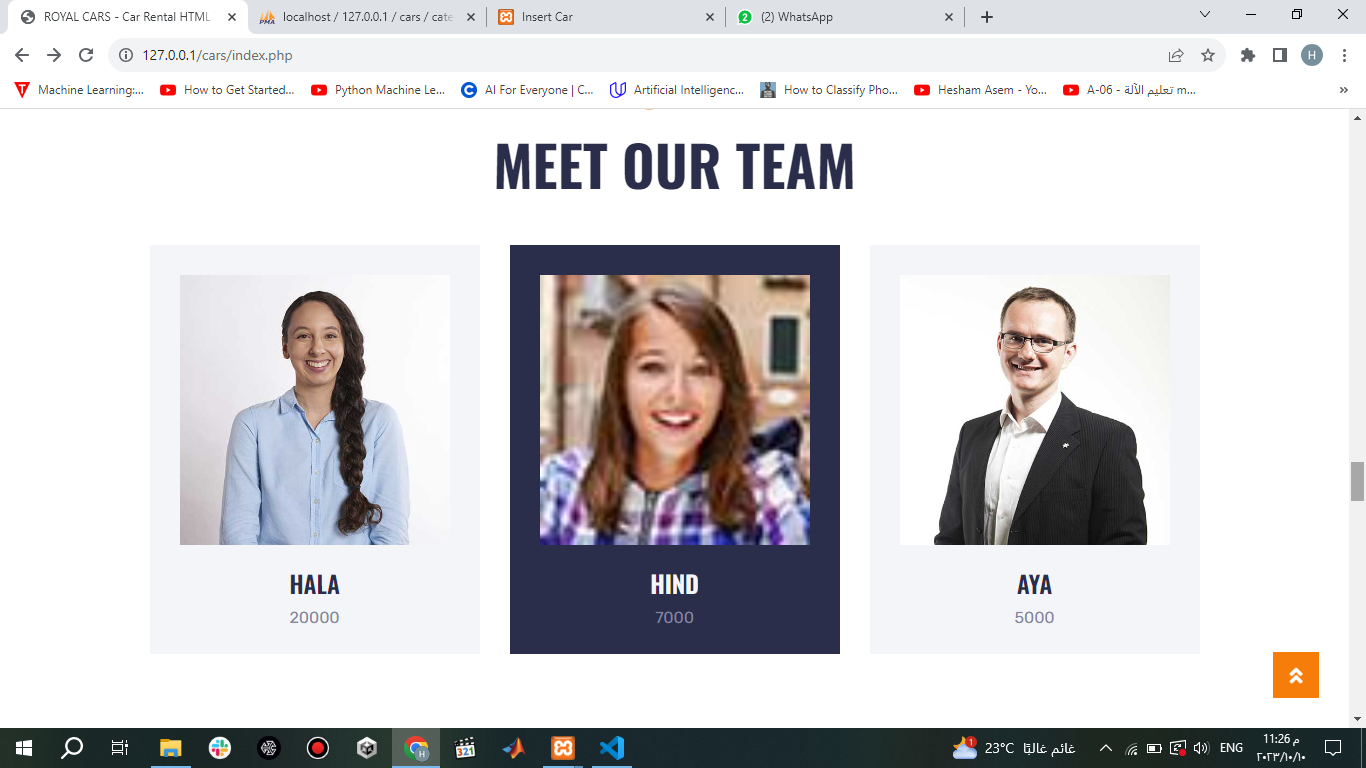 ROYAL CARS - Car Rental HTML
localhost / 127.0.0.1 / cars / cate
Insert Car
(2) WhatsApp
127.0.0.1/cars/index.php
H
Machine Learning:...
How to Get Started...
Python Machine Le...
AI For Everyone | C...
Artificial Intelligenc...
How to Classify Pho...
Hesham Asem - Yo...
A-06 - تعليم الآلة m...
MEET OUR TEAM
HALA
20000
HIND
7000
AYA
5000
23°C غائم غالبًا
ENG
11:26 م
٢٠٢٣/١٠/١٠